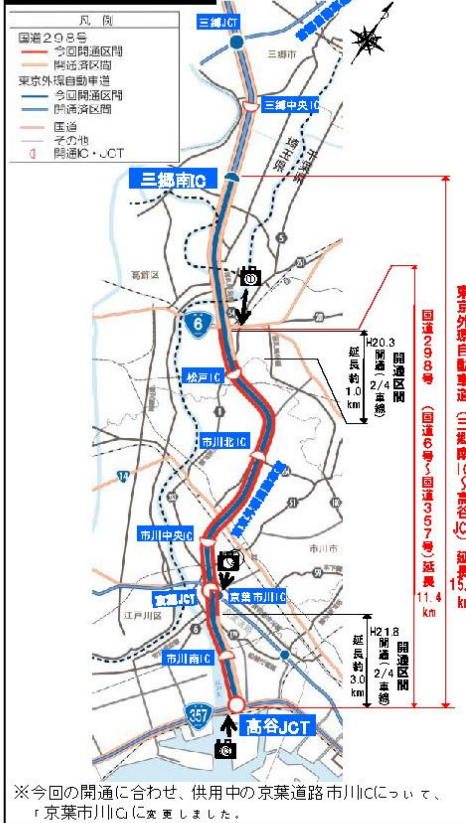 凡 例
国道298号
今回開通区間
開通済区間
東京外環自動車道
今回開通区間
開通済区間
国道
その他
開通IC・JCT
三郷JCT
三郷市
三郷中央IC
千葉県
埼玉県
三郷南IC
葛飾区
6
松戸IC
市川北IC
14
市川中央IC
市川市
京葉JCT
京葉市川IC
江戸川区
市川南IC
357
高谷JCT
開通区間
H20.3
開通(2/4車線)
延長約1.0km
開通区間
H21.3
開通(2/4車線)
延長約3.0km
国道298号 (国道6号~国道357号)延長11.4km
東京外環自動車道(三郷南IC~高谷JCT)延長
※今回の開通に合わせ、供用中の京葉道路市川ICについて、
「京葉市川IC」に変更しました。